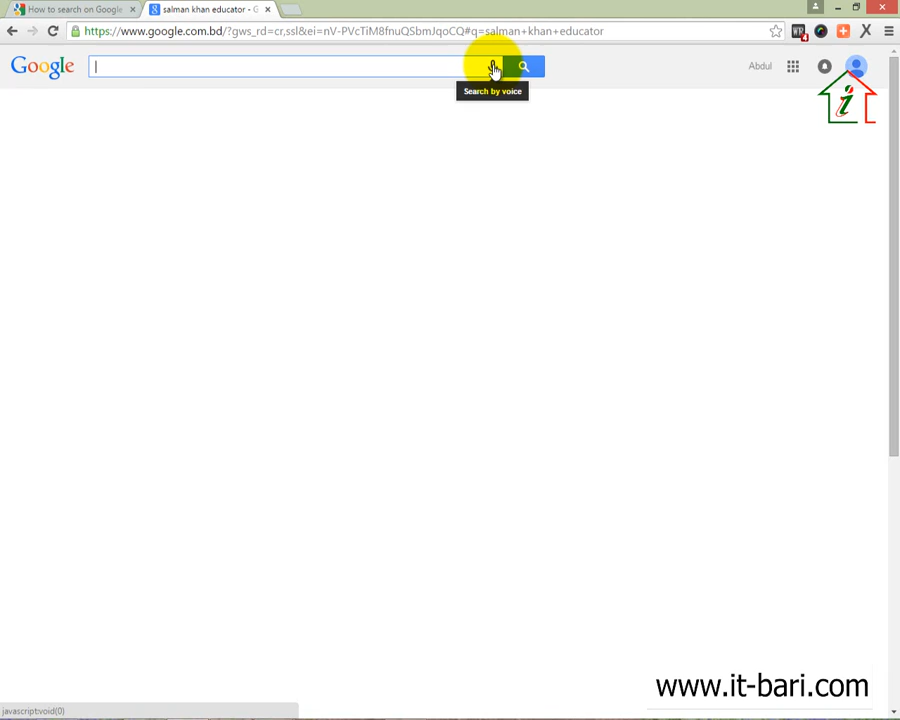 How to search on Google
salman khan educator - G
https://www.google.com.bd/?gws_rd=cr,ssl&ei=nV-PVcTiM8fnuQSbmJqoCQ#q=salman+khan+educator
4
Google
Abdul
Search by voice
i
www.it-bari.com
javascript:void(0)